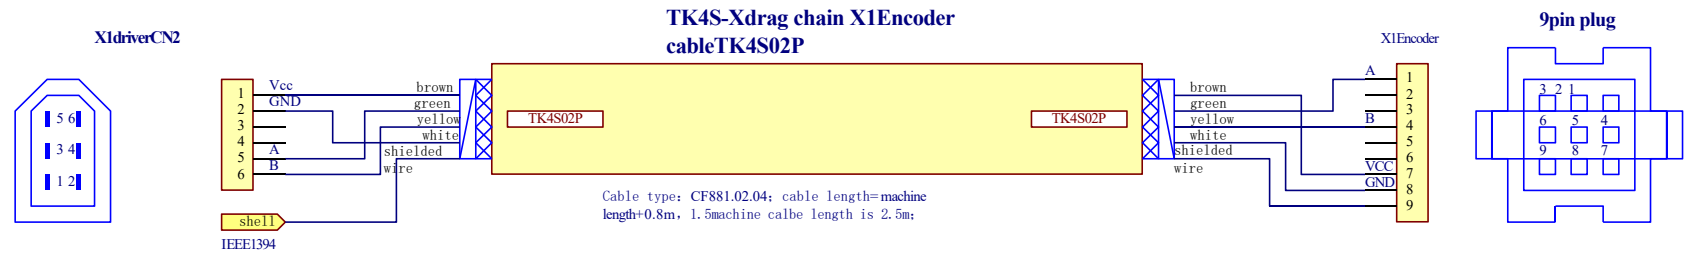 TK4S-Xdrag chain X1Encoder
cableTK4S02P
9pin plug
X1driverCN2
X1Encoder
5 6
3 4
1 2
Vcc
GND
A
B
1
2
3
4
5
6
shell
IEEE1394
brown
green
yellow
white
shielded
wire
TK4S02P
TK4S02P
brown
green
yellow
white
shielded
wire
A
B
VCC
GND
1
2
3
4
5
6
7
8
9
3 2 1
6 5 4
9 8 7
Cable type: CF881.02.04; cable length=machine
length+0.8m, 1.5machine calbe length is 2.5m;